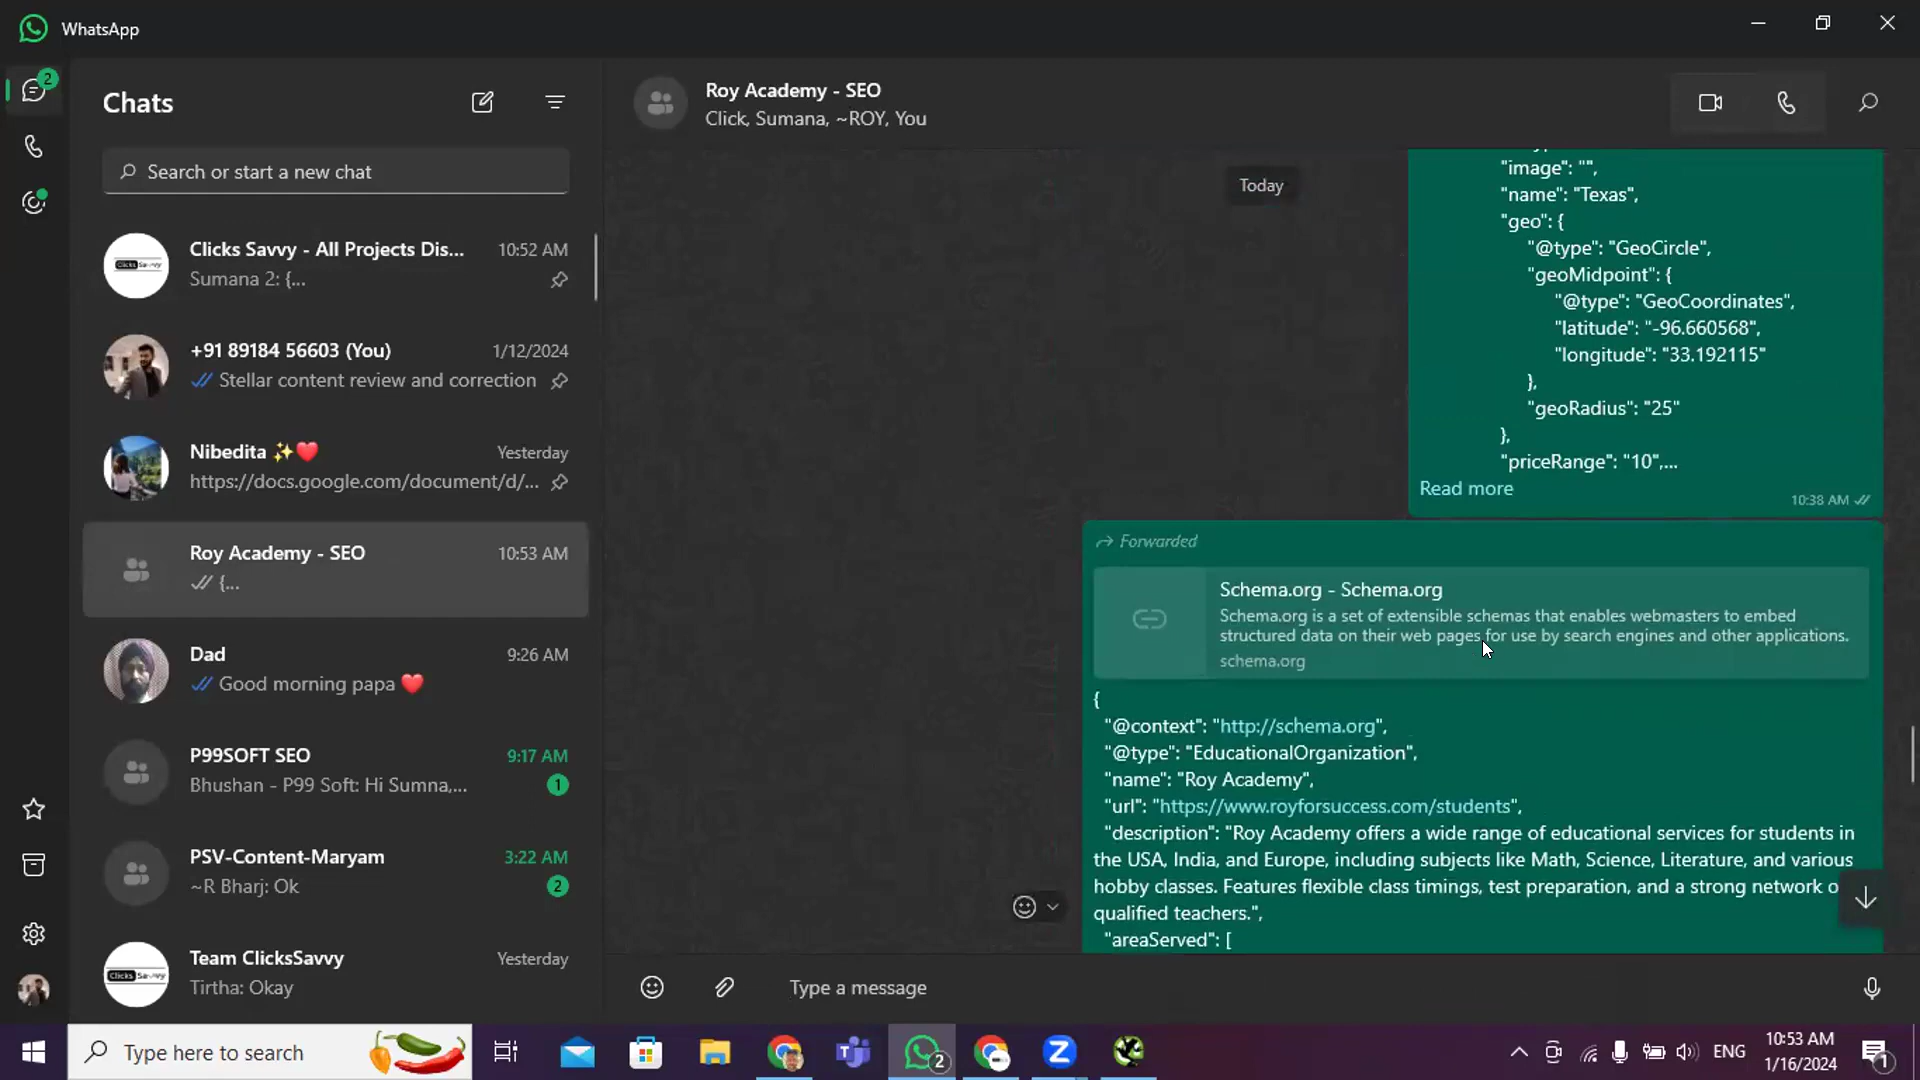 WhatsApp
2
Chats
Search or start a new chat
Clicks Savvy - All Projects Dis... 10:52 AM
Sumana 2: {...
+91 89184 56603 (You) 1/12/2024
Stellar content review and correction
Nibedita ✨❤️ Yesterday
https://docs.google.com/document/d/...
Roy Academy - SEO 10:53 AM
{...
Dad 9:26 AM
Good morning papa ❤️
P99SOFT SEO 9:17 AM
Bhushan - P99 Soft: Hi Sumna,... 1
PSV-Content-Maryam 3:22 AM
~R Bharj: Ok 2
Team ClicksSavvy Yesterday
Tirtha: Okay
Roy Academy - SEO
Click, Sumana, ~ROY, You
Today
"image": "",
"name": "Texas",
"geo": {
"@type": "GeoCircle",
"geoMidpoint": {
"@type": "GeoCoordinates",
"latitude": "-96.660568",
"longitude": "33.192115"
},
"geoRadius": "25"
},
"priceRange": "10",...
Read more
10:38 AM
Forwarded
Schema.org - Schema.org
Schema.org is a set of extensible schemas that enables webmasters to embed
structured data on their web pages for use by search engines and other applications.
schema.org
{
"@context": "http://schema.org",
"@type": "EducationalOrganization",
"name": "Roy Academy",
"url": "https://www.royforsuccess.com/students",
"description": "Roy Academy offers a wide range of educational services for students in
the USA, India, and Europe, including subjects like Math, Science, Literature, and various
hobby classes. Features flexible class timings, test preparation, and a strong network o
qualified teachers.",
"areaServed": [
Type a message
Type here to search
2
ENG
10:53 AM
1/16/2024
1